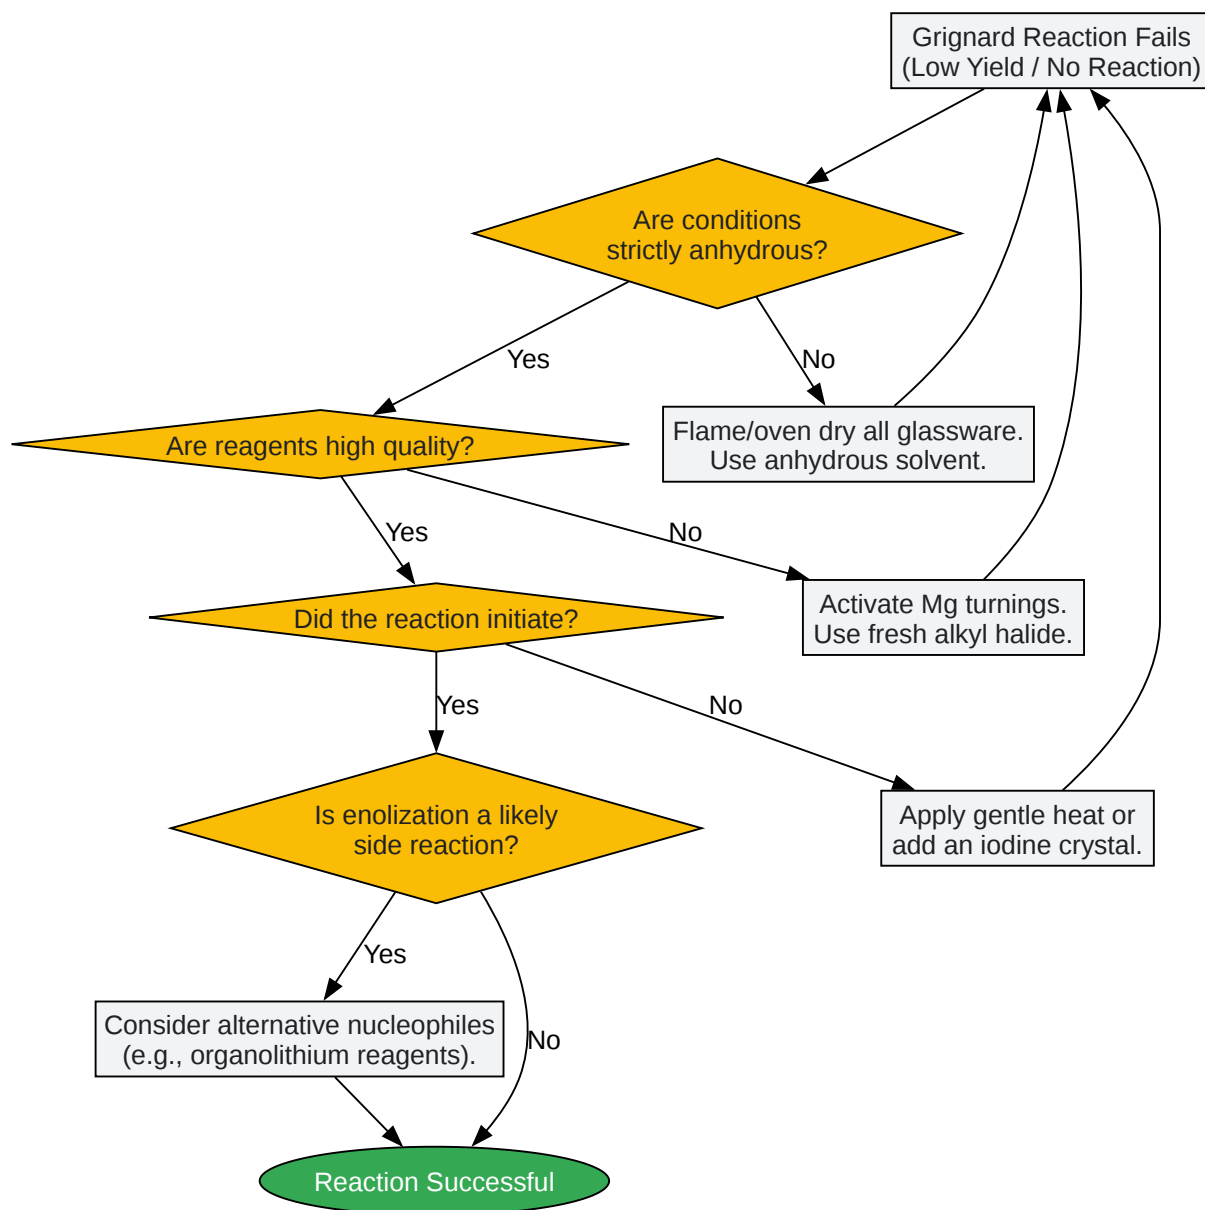 Grignard Reaction Fails
(Low Yield / No Reaction)
Are conditions
strictly anhydrous?
Yes
No
Are reagents high quality?
Flame/oven dry all glassware.
Use anhydrous solvent.
Yes
No
Did the reaction initiate?
Activate Mg turnings.
Use fresh alkyl halide.
Yes
No
Is enolization a likely
side reaction?
Apply gentle heat or
add an iodine crystal.
Yes
Consider alternative nucleophiles
(e.g., organolithium reagents).
No
Reaction Successful